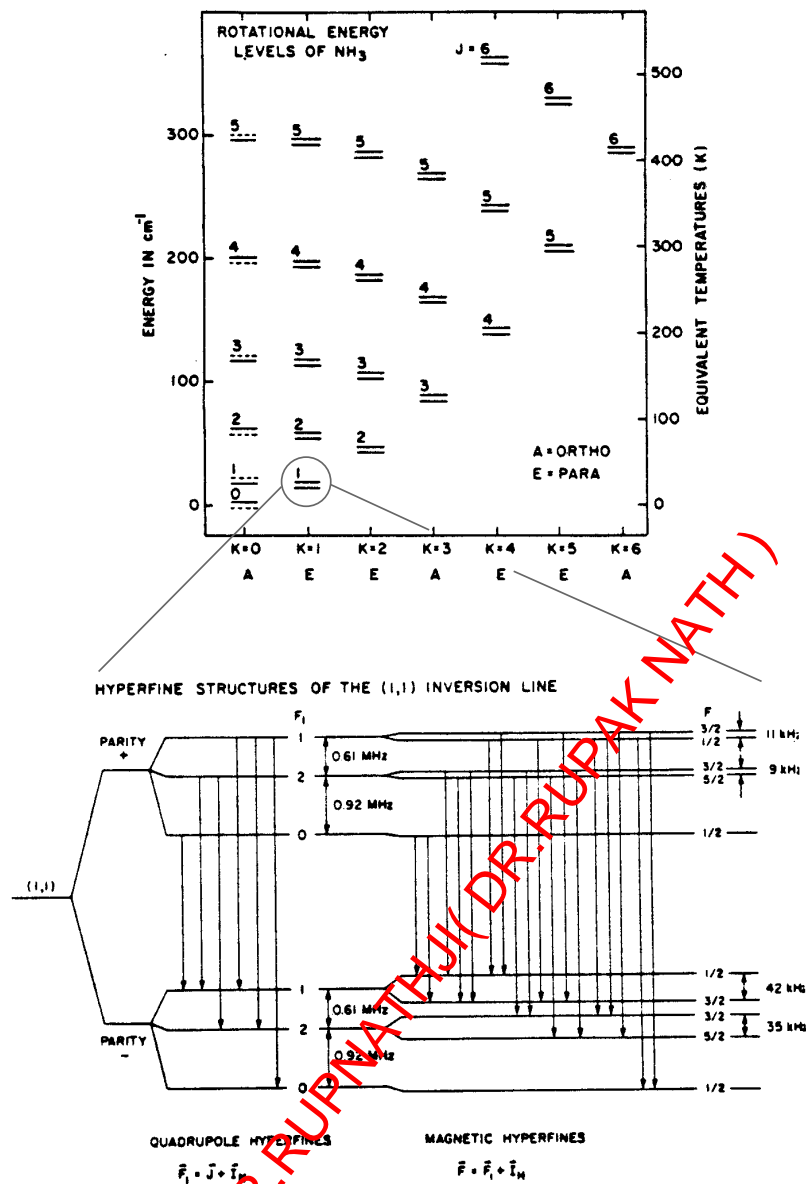 ROTATIONAL ENERGY
LEVELS OF NH3
J = 6
6
6
5
5
5
5
5
5
4
4
4
4
4
3
3
3
3
2
2
2
1
1
0
300
200
100
0
ENERGY IN cm-1
500
400
300
200
100
0
EQUIVALENT TEMPERATURES (K)
A = ORTHO
E = PARA
K=0 K=1 K=2 K=3 K=4 K=5 K=6
A E E A E E A
HYPERFINE STRUCTURES OF THE (1,1) INVERSION LINE
F1
F
PARITY
+
1
0.61 MHz
2
0.92 MHz
0
3/2
1/2
11 kHz
3/2
5/2
9 kHz
1/2
(1,1)
PARITY
-
1
0.61 MHz
2
0.92 MHz
0
1/2
3/2
42 kHz
3/2
5/2
35 kHz
1/2
QUADRUPOLE HYPERFINES
MAGNETIC HYPERFINES
F⃗1 = J⃗ + I⃗N
F⃗ = F⃗1 + I⃗H
R.RUPNATHJI( DR.RUPAK NATH )